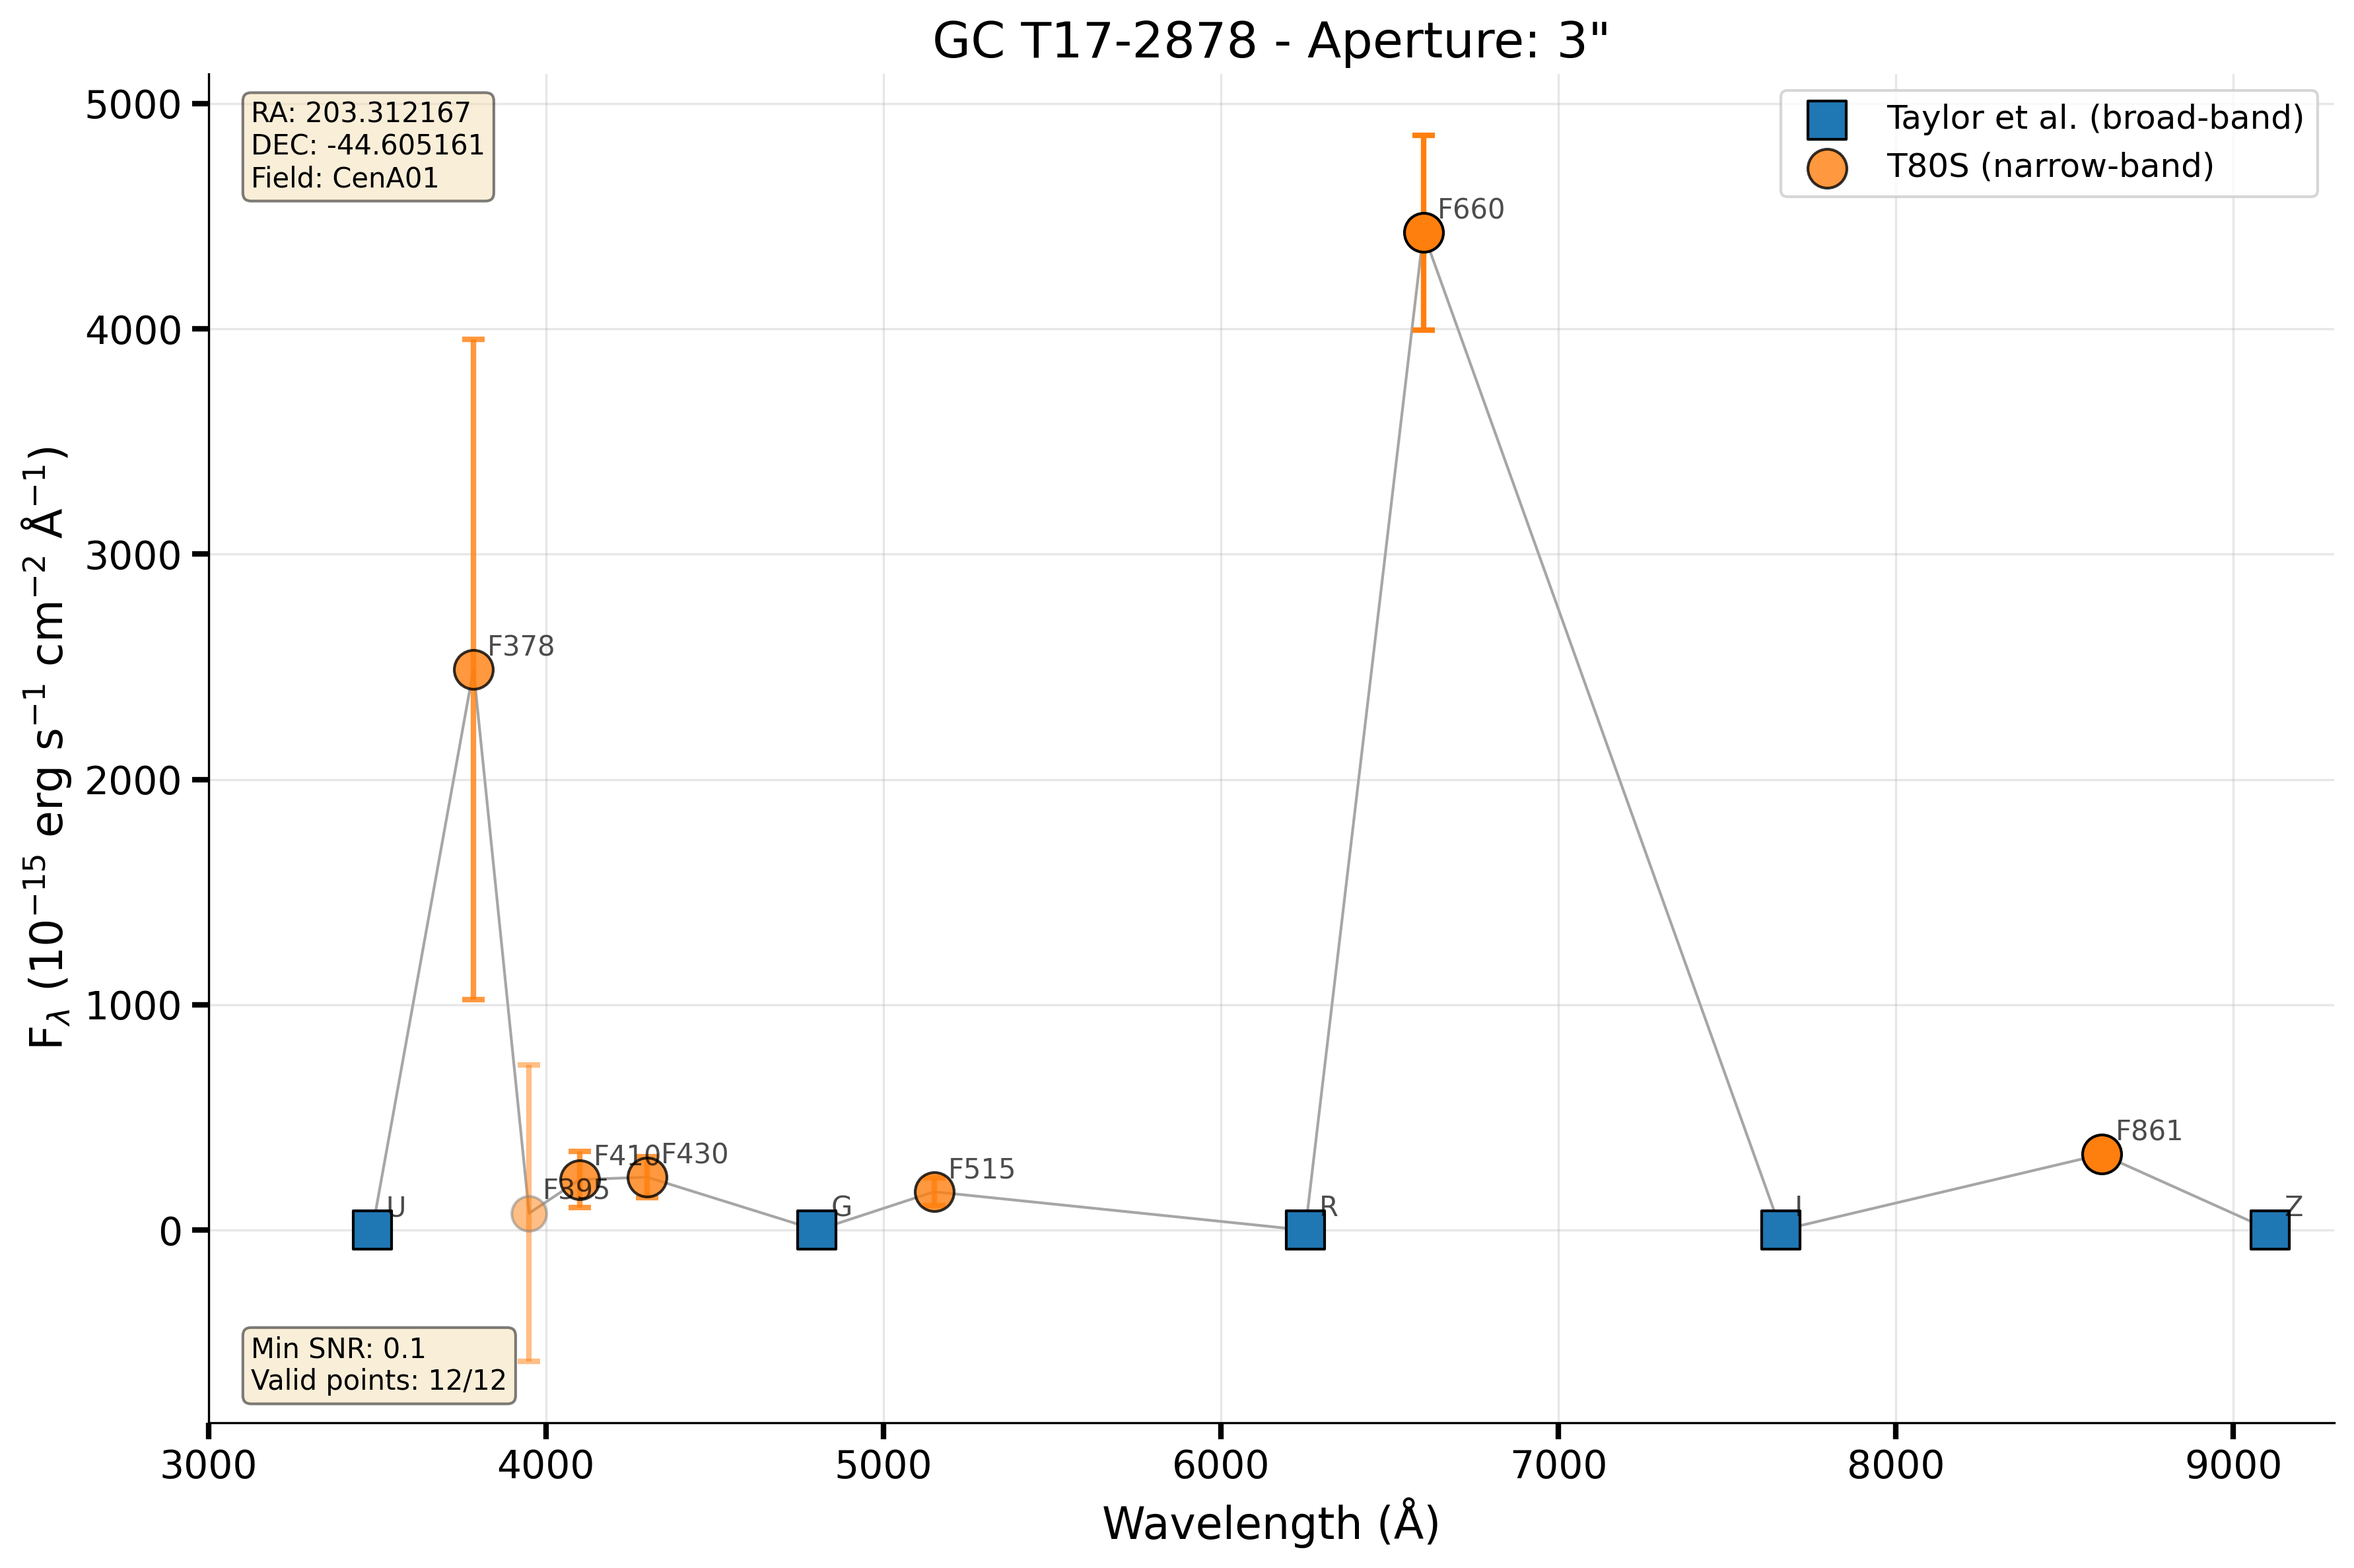 GC T17-2878 - Aperture: 3"
RA: 203.312167
DEC: -44.605161
Field: CenA01
Taylor et al. (broad-band)
T80S (narrow-band)
5000
4000
3000
2000
1000
0
F_λ (10⁻¹⁵ erg s⁻¹ cm⁻² Å⁻¹)
F660
F378
F410
F430
F395
F515
F861
U
G
R
I
Z
Min SNR: 0.1
Valid points: 12/12
3000
4000
5000
6000
7000
8000
9000
Wavelength (Å)